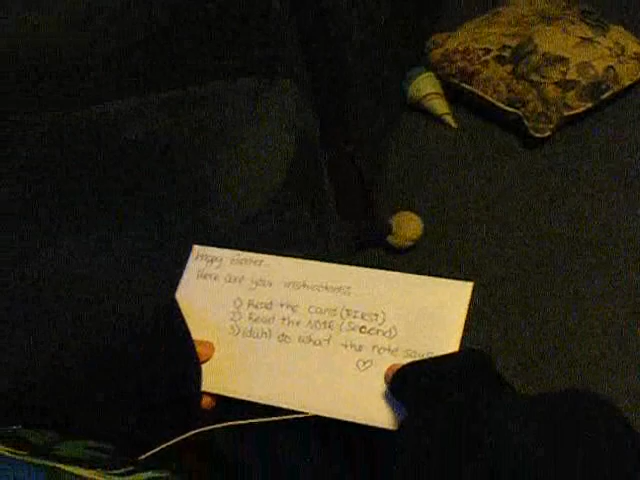 Happy Easter...
Here are your instructions...
1) Read the card (FIRST)
2) Read the NOTE (Second)
3) (duh) do what the note says
♡